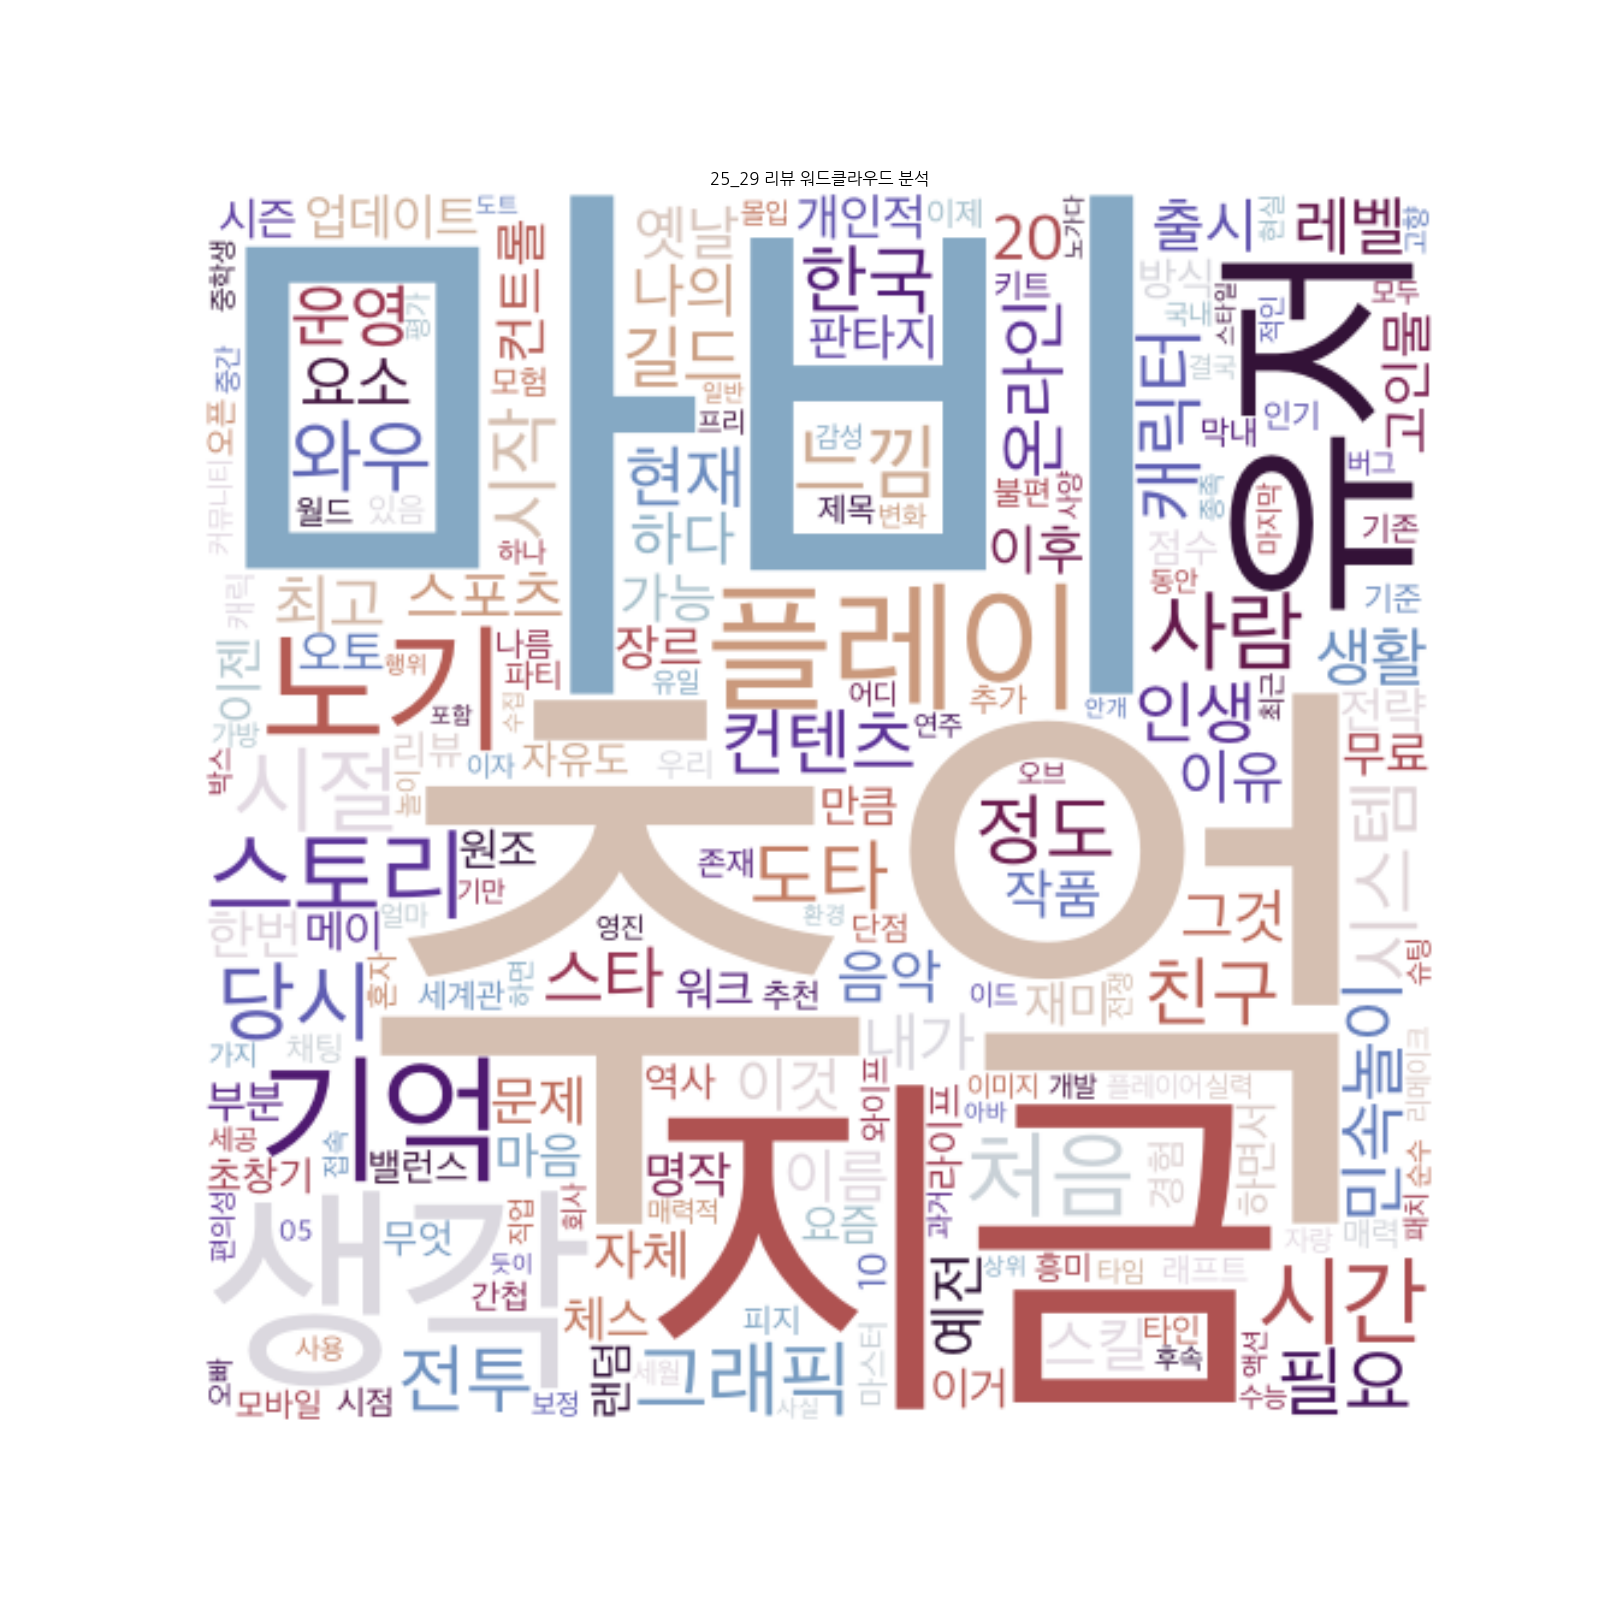 25_29 리뷰 워드클라우드 분석
시즌
업데이트
도트
옛날
몰입
개인적
이제
20
노가다
출시
현실
레벨
고향
중학생
마비
컨트롤
나의
한국
키트
방식
유저
모두
운영
평가
판타지
온라인
국내
스타일
적인
고인물
요소
중간
모험
길드
일반
캐릭터
결국
오픈
와우
시작
프리
감성
느낌
막내
인기
커뮤니티
월드
있음
현재
제목
변화
불편
사양
종족
버그
마지막
기존
하나
하다
이후
점수
동안
캐릭
최고
스포츠
가능
플레이
사람
기준
이젠
오토
행위
노기
나름
파티
장르
유일
어디
추가
안개
인생
최근
생활
가방
포함
수집
컨텐츠
연주
전략
박스
시절
리뷰
이자
자유도
우리
오브
이유
무료
놀이
추억
만큼
정도
시스템
스토리
원조
기만
존재
도타
작품
그것
한번
메이
얼마
영진
환경
단점
슈팅
당시
혼자
세계관
하면
스타
워크
추천
음악
이드
재미
전쟁
친구
민속놀이
가지
채팅
내가
부분
기억
문제
역사
이것
와이프
라이프
이미지
개발
플레이어
실력
리메이크
세공
접속
밸런스
마음
지금
아바
처음
경험
하면서
초창기
명작
이름
순수
편의성
생각
05
무엇
직업
회사
매력적
요즘
과거
패치
자랑
매력
듯이
자체
10
예전
상위
흥미
타임
래프트
시간
간첩
체스
피지
사용
스킬
타인
후속
액션
필요
오빠
모바일
시점
전투
보정
랜덤
세월
그래픽
사실
마스터
이거
수능